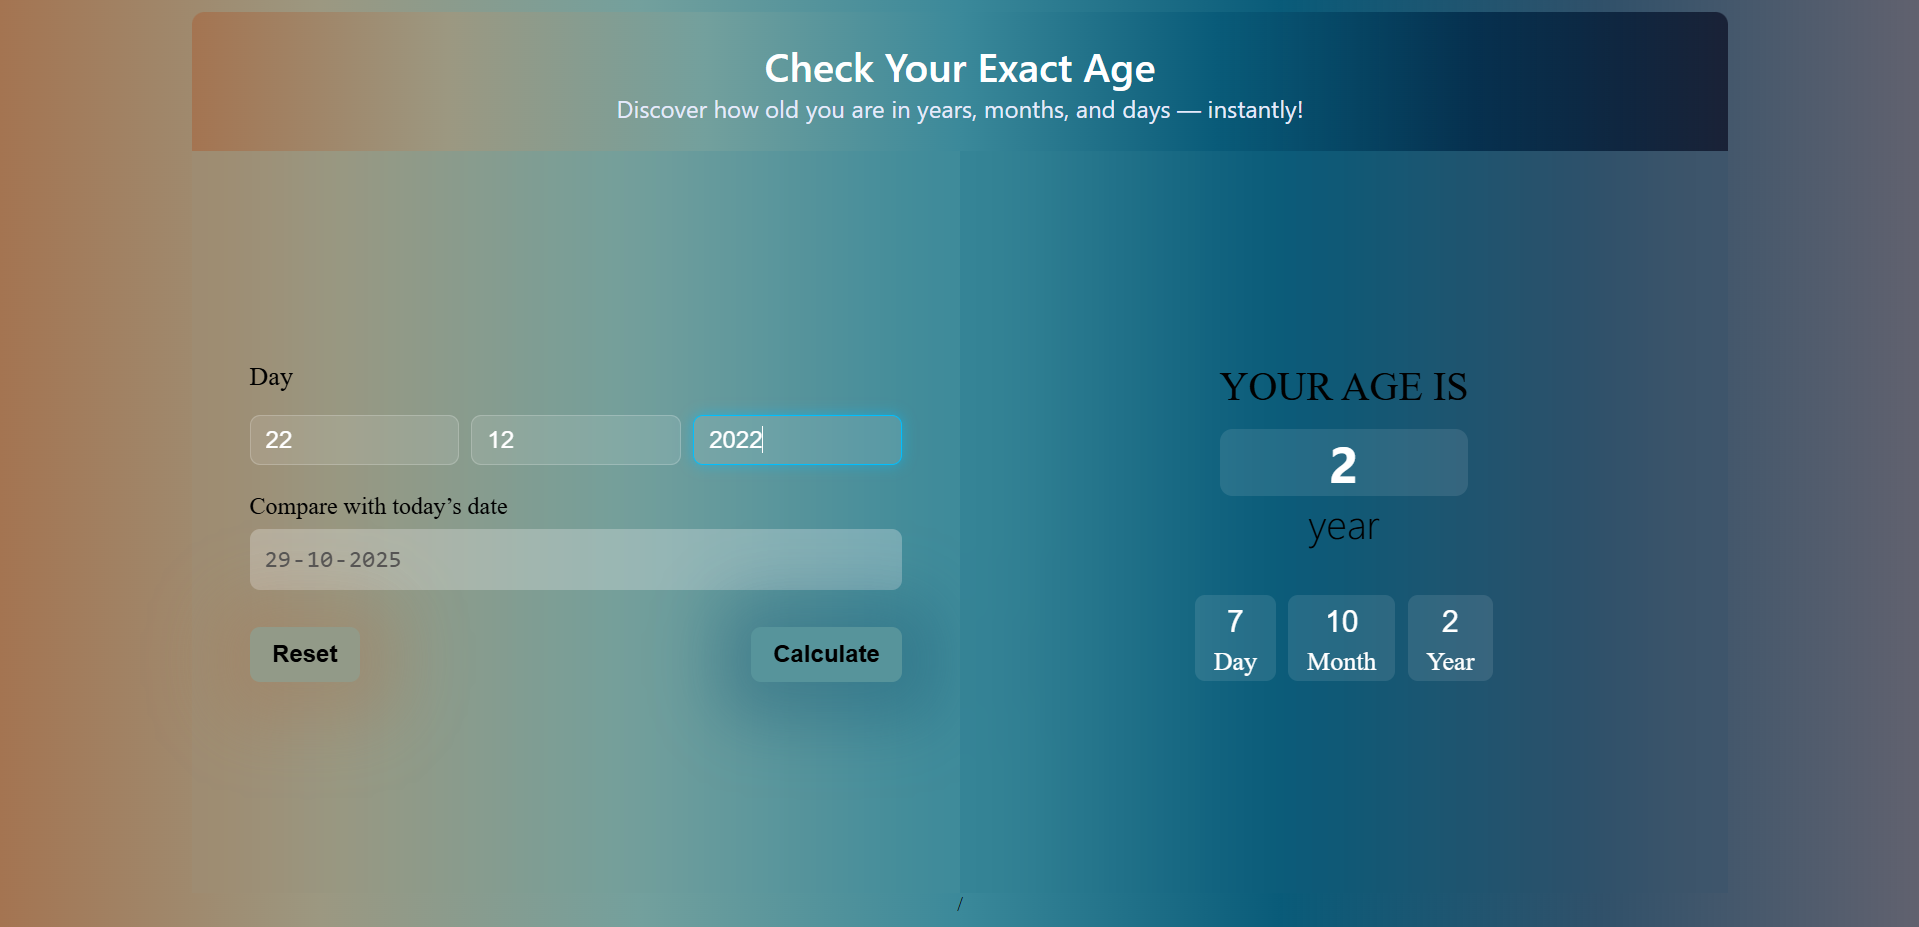 Check Your Exact Age
Discover how old you are in years, months, and days — instantly!
Day
22 12 2022
Compare with today’s date
29-10-2025
Reset Calculate
YOUR AGE IS
2
year
7 10 2
Day Month Year
/